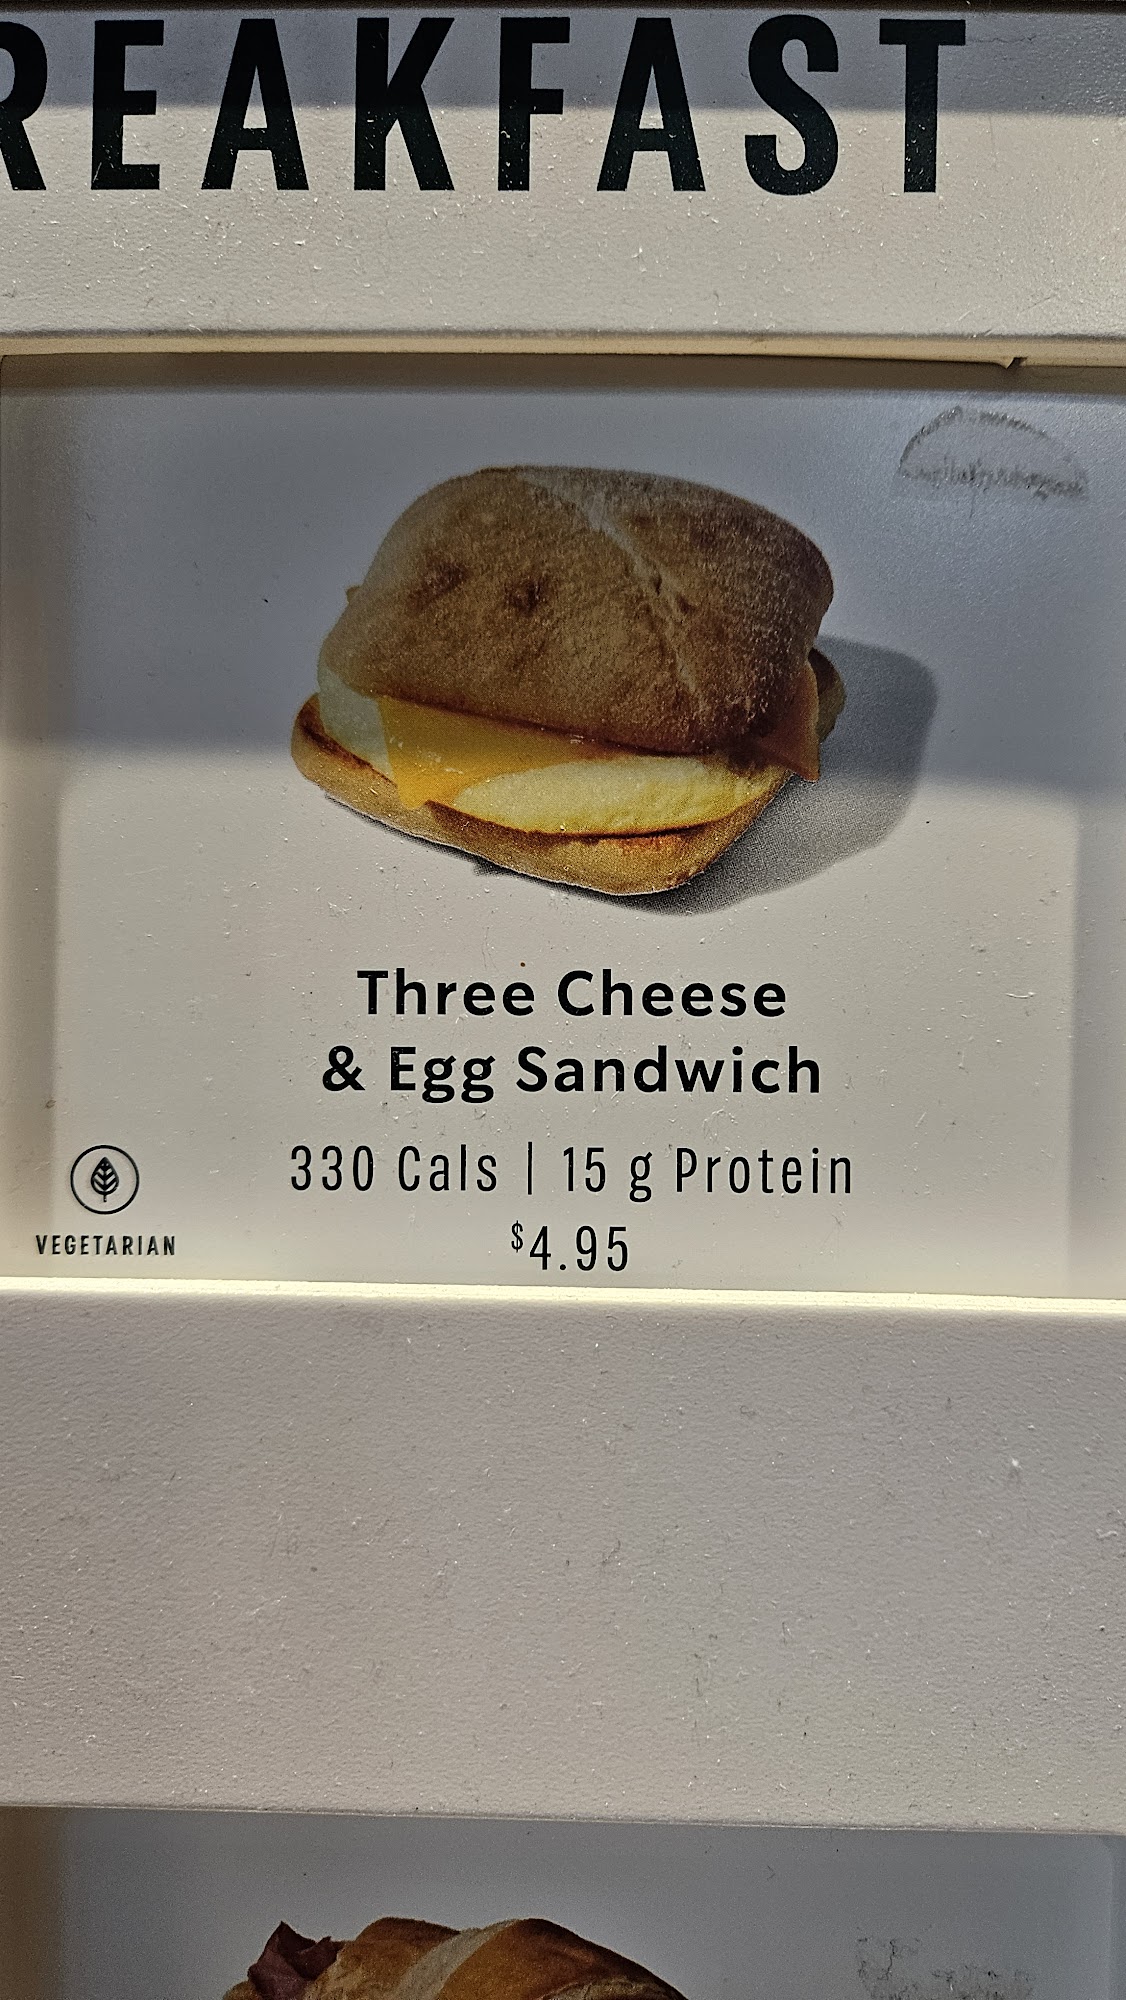 REAKFAST
Three Cheese
& Egg Sandwich
330 Cals | 15 g Protein
$4.95
VEGETARIAN